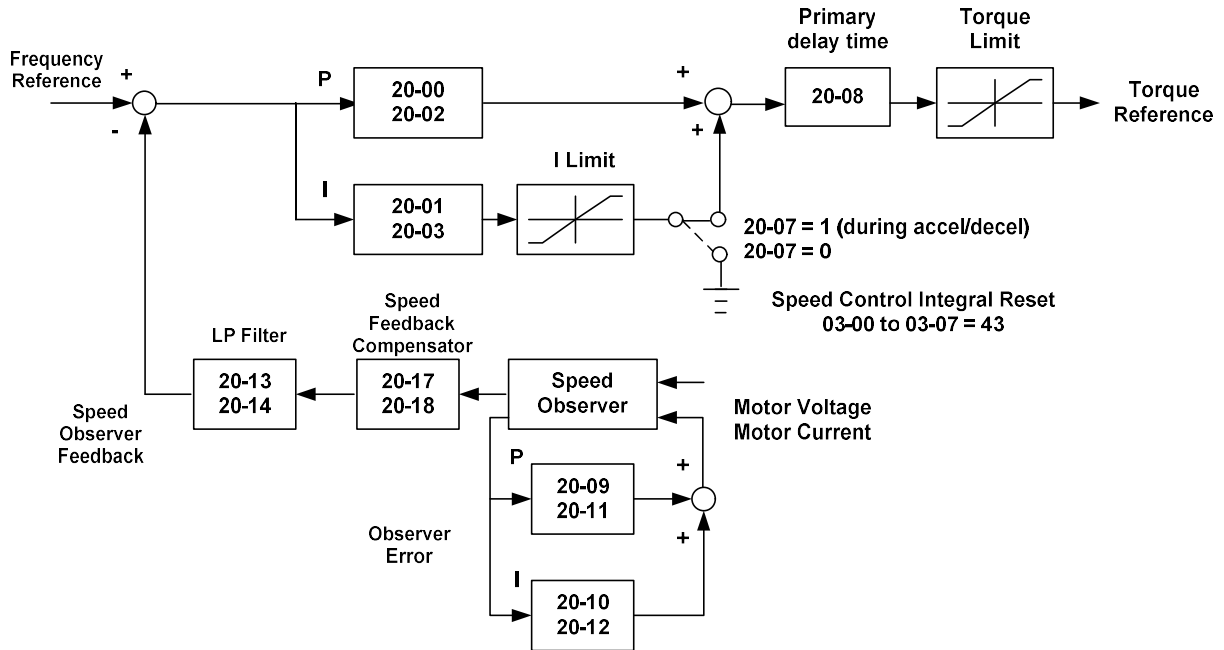 Primary
delay time
Torque
Limit
Frequency
Reference
+
-
P
20-00
20-02
+
+
20-08
Torque
Reference
I
20-01
20-03
I Limit
20-07 = 1 (during accel/decel)
20-07 = 0
Speed Control Integral Reset
03-00 to 03-07 = 43
LP Filter
20-13
20-14
Speed
Feedback
Compensator
20-17
20-18
Speed
Observer
Motor Voltage
Motor Current
Speed
Observer
Feedback
P
20-09
20-11
+
+
Observer
Error
I
20-10
20-12